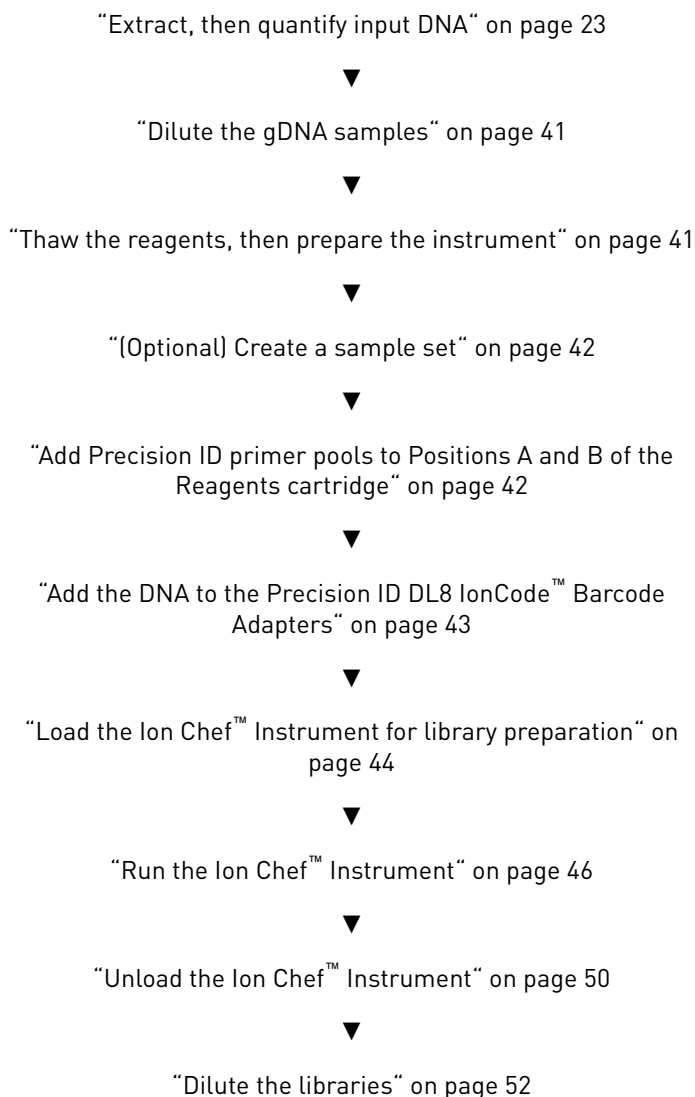 “Extract, then quantify input DNA“ on page 23
▼
“Dilute the gDNA samples“ on page 41
▼
“Thaw the reagents, then prepare the instrument“ on page 41
▼
“(Optional) Create a sample set“ on page 42
▼
“Add Precision ID primer pools to Positions A and B of the
Reagents cartridge“ on page 42
▼
“Add the DNA to the Precision ID DL8 IonCode™ Barcode
Adapters“ on page 43
▼
“Load the Ion Chef™ Instrument for library preparation“ on
page 44
▼
“Run the Ion Chef™ Instrument“ on page 46
▼
“Unload the Ion Chef™ Instrument“ on page 50
▼
“Dilute the libraries“ on page 52